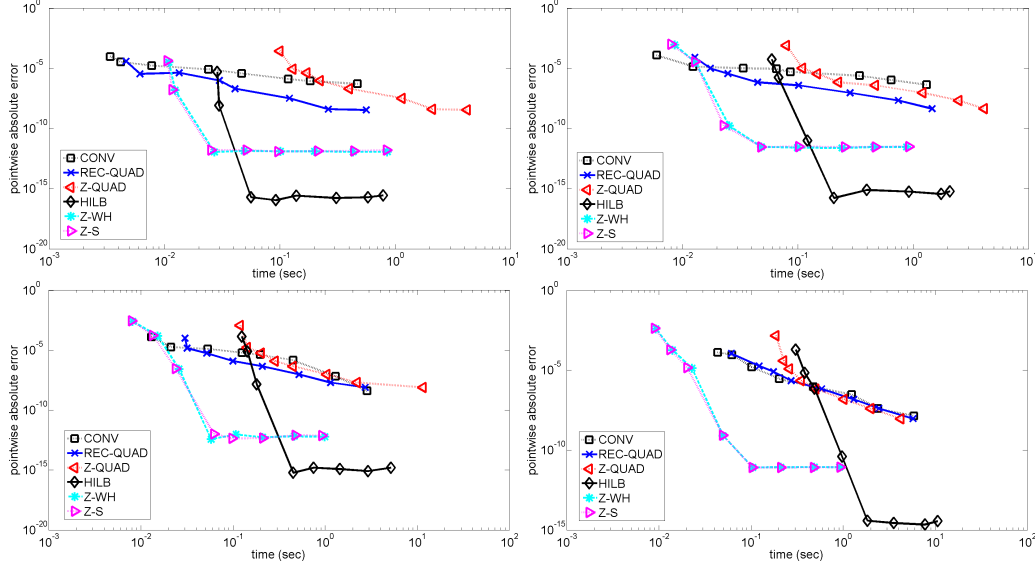 10^0
10^-5
10^-10
10^-15
10^-20
pointwise absolute error
CONV
REC-QUAD
Z-QUAD
HILB
Z-WH
Z-S
10^-3
10^-2
10^-1
10^0
10^1
time (sec)
10^0
10^-5
10^-10
10^-15
10^-20
pointwise absolute error
CONV
REC-QUAD
Z-QUAD
HILB
Z-WH
Z-S
10^-3
10^-2
10^-1
10^0
10^1
time (sec)
10^0
10^-5
10^-10
10^-15
10^-20
pointwise absolute error
CONV
REC-QUAD
Z-QUAD
HILB
Z-WH
Z-S
10^-3
10^-2
10^-1
10^0
10^1
10^2
time (sec)
10^0
10^-5
10^-10
10^-15
pointwise absolute error
CONV
REC-QUAD
Z-QUAD
HILB
Z-WH
Z-S
10^-3
10^-2
10^-1
10^0
10^1
10^2
time (sec)